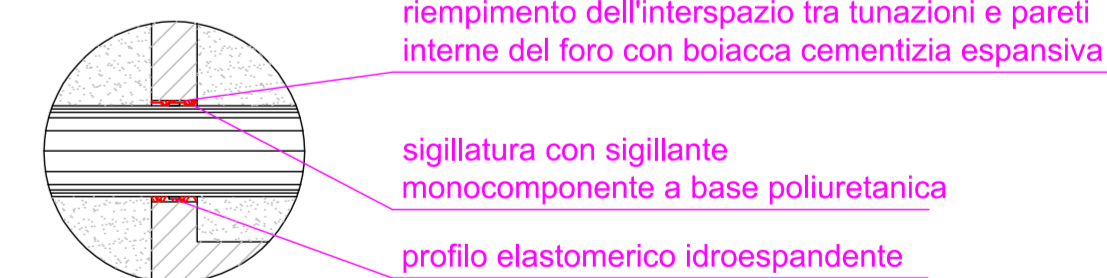 riempimento dell'interspazio tra tunazioni e pareti
interne del foro con boiacca cementizia espansiva
sigillatura con sigillante
monocomponente a base poliuretanica
profilo elastomerico idroespandente